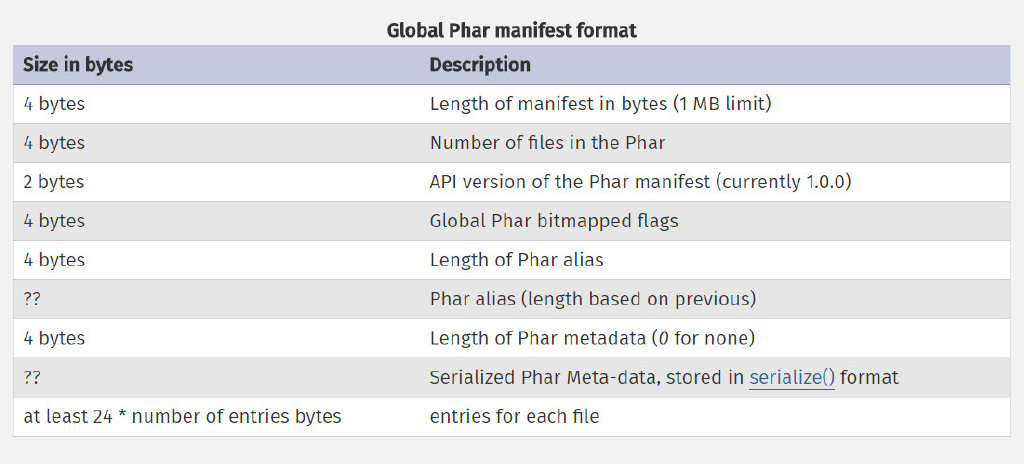 Global Phar manifest format
Size in bytes Description
4 bytes Length of manifest in bytes (1 MB limit)
4 bytes Number of files in the Phar
2 bytes API version of the Phar manifest (currently 1.0.0)
4 bytes Global Phar bitmapped flags
4 bytes Length of Phar alias
?? Phar alias (length based on previous)
4 bytes Length of Phar metadata (0 for none)
?? Serialized Phar Meta-data, stored in serialize() format
at least 24 * number of entries bytes entries for each file